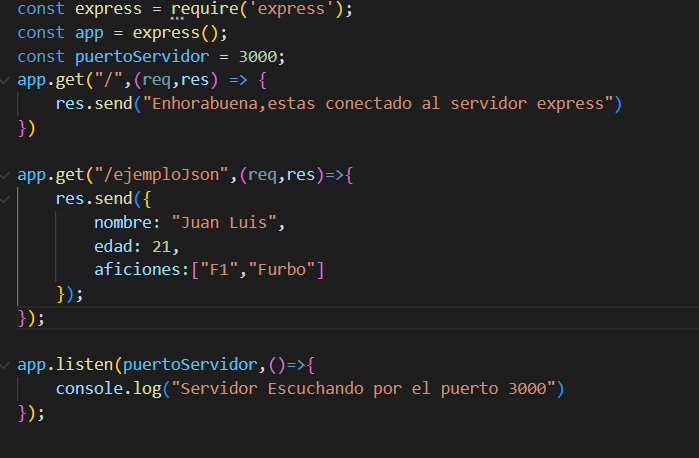 const express = require('express');
const app = express();
const puertoServidor = 3000;
app.get("/",(req,res) => {
res.send("Enhorabuena,estas conectado al servidor express")
})
app.get("/ejemploJson",(req,res)=>{
res.send({
nombre: "Juan Luis",
edad: 21,
aficiones:["F1","Furbo"]
});
});
app.listen(puertoServidor,()=>{
console.log("Servidor Escuchando por el puerto 3000")
});